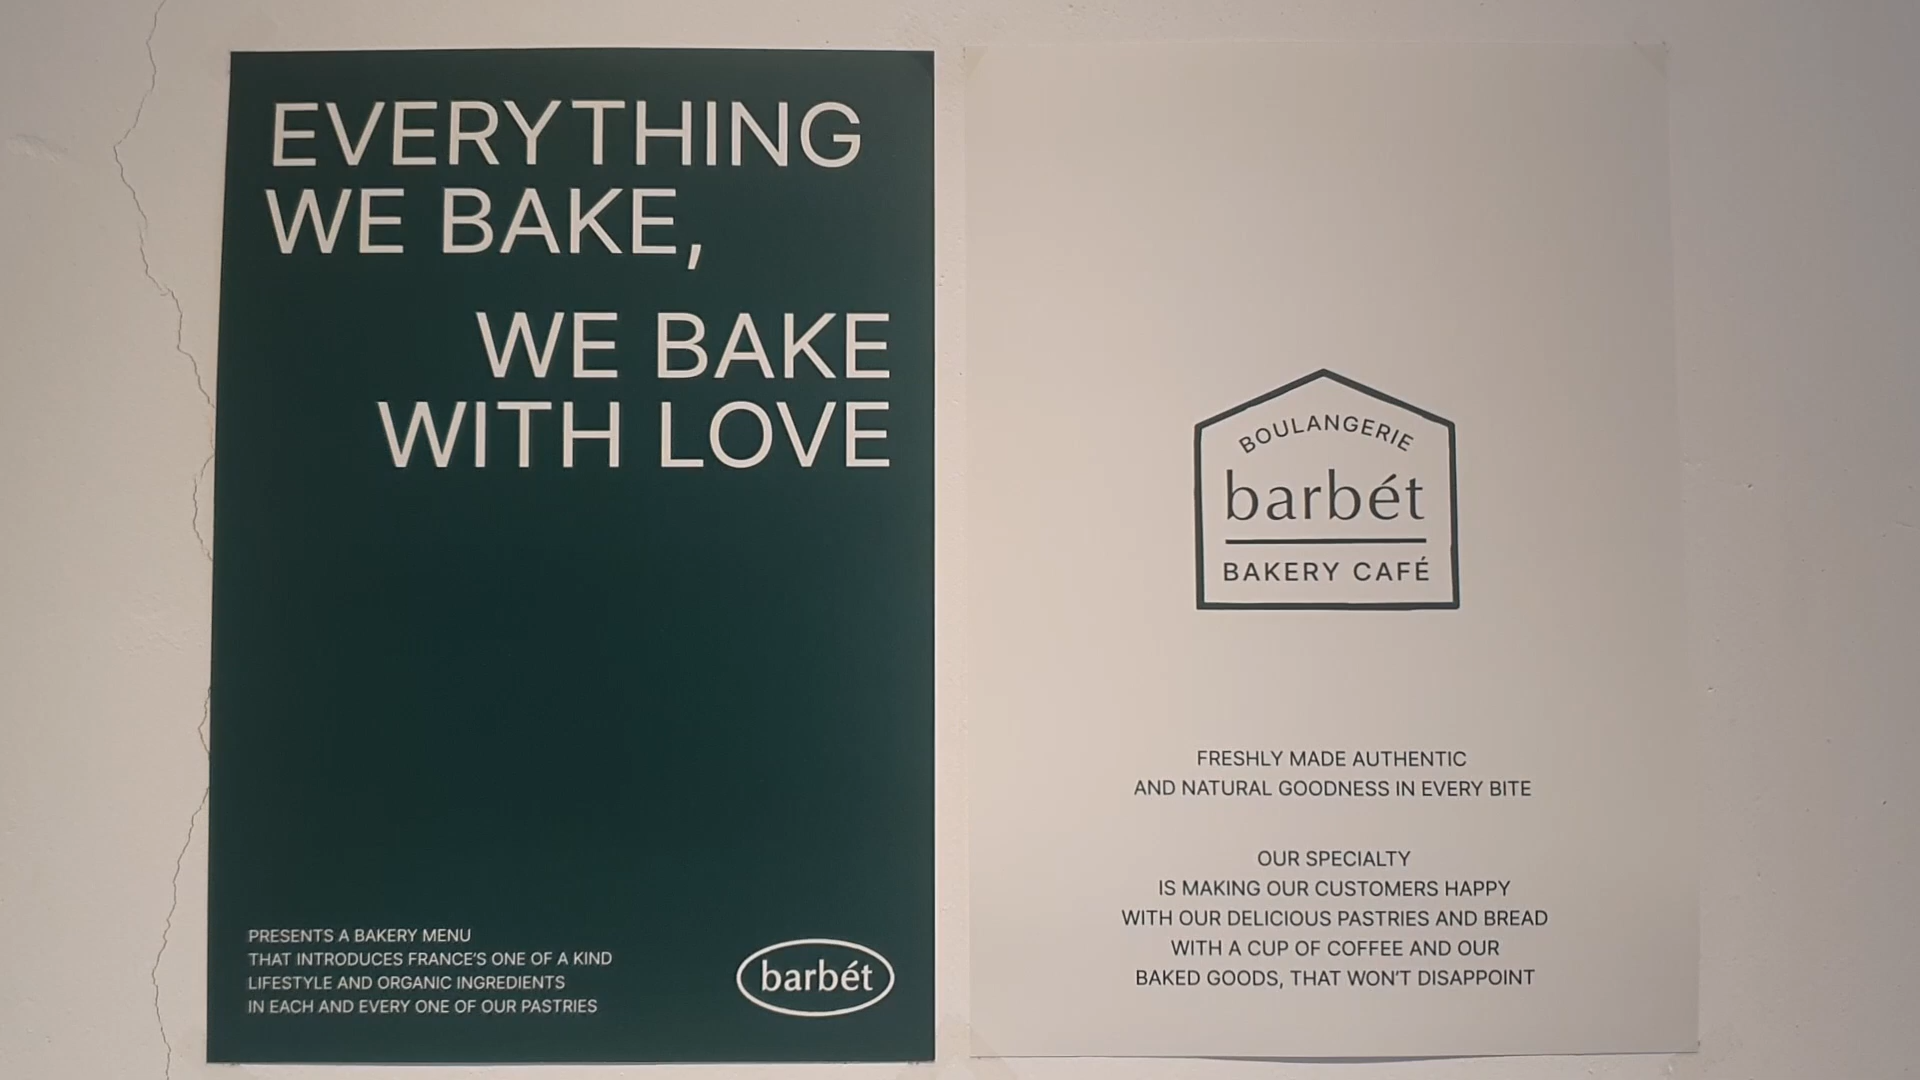 EVERYTHING
WE BAKE,
WE BAKE
WITH LOVE
PRESENTS A BAKERY MENU
THAT INTRODUCES FRANCE'S ONE OF A KIND
LIFESTYLE AND ORGANIC INGREDIENTS
IN EACH AND EVERY ONE OF OUR PASTRIES
barbét
BOULANGERIE
barbét
BAKERY CAFÉ
FRESHLY MADE AUTHENTIC
AND NATURAL GOODNESS IN EVERY BITE
OUR SPECIALTY
IS MAKING OUR CUSTOMERS HAPPY
WITH OUR DELICIOUS PASTRIES AND BREAD
WITH A CUP OF COFFEE AND OUR
BAKED GOODS, THAT WON'T DISAPPOINT